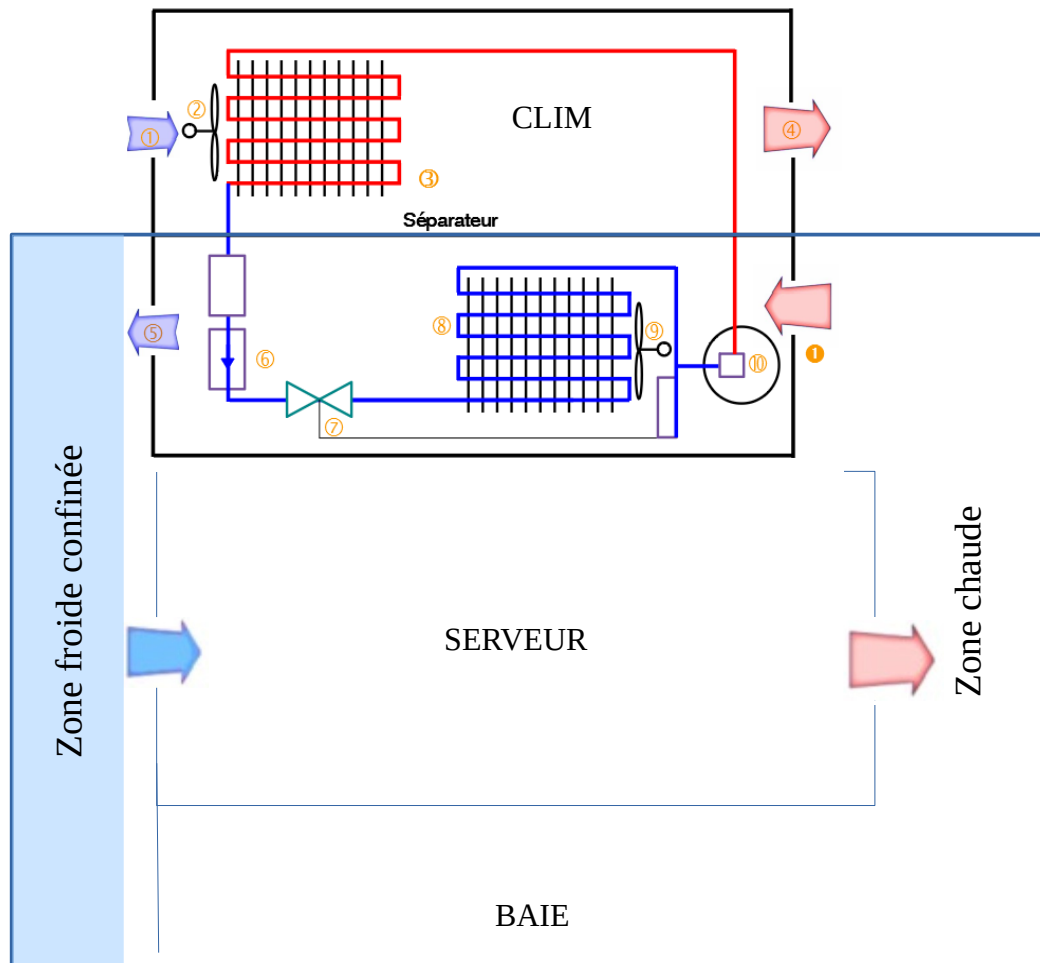 ②
CLIM
①
④
③
Séparateur
⑤
⑧
⑨
⑥
⑩
❶
⑦
Zone froide confinée
SERVEUR
Zone chaude
BAIE